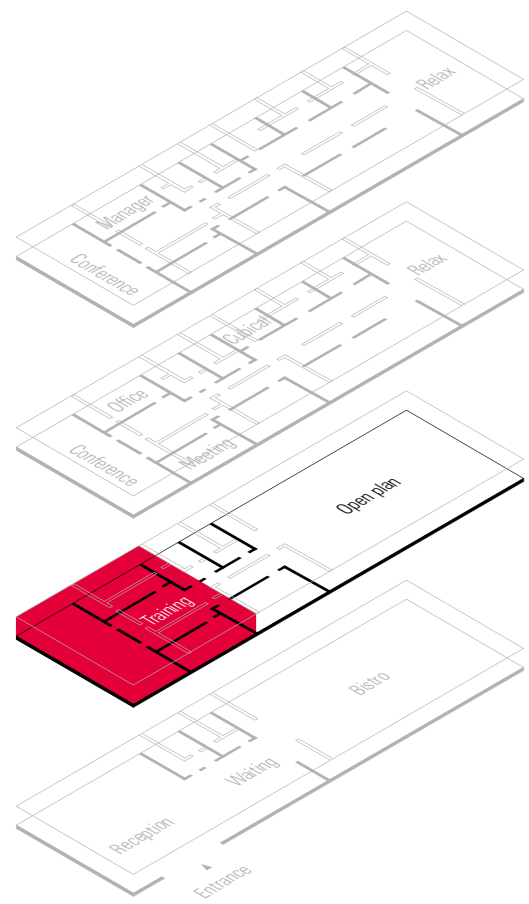 Relax
Manager
Conference
Relax
Cubical
Office
Meeting
Conference
Open plan
Training
Bistro
Waiting
Reception
Entrance